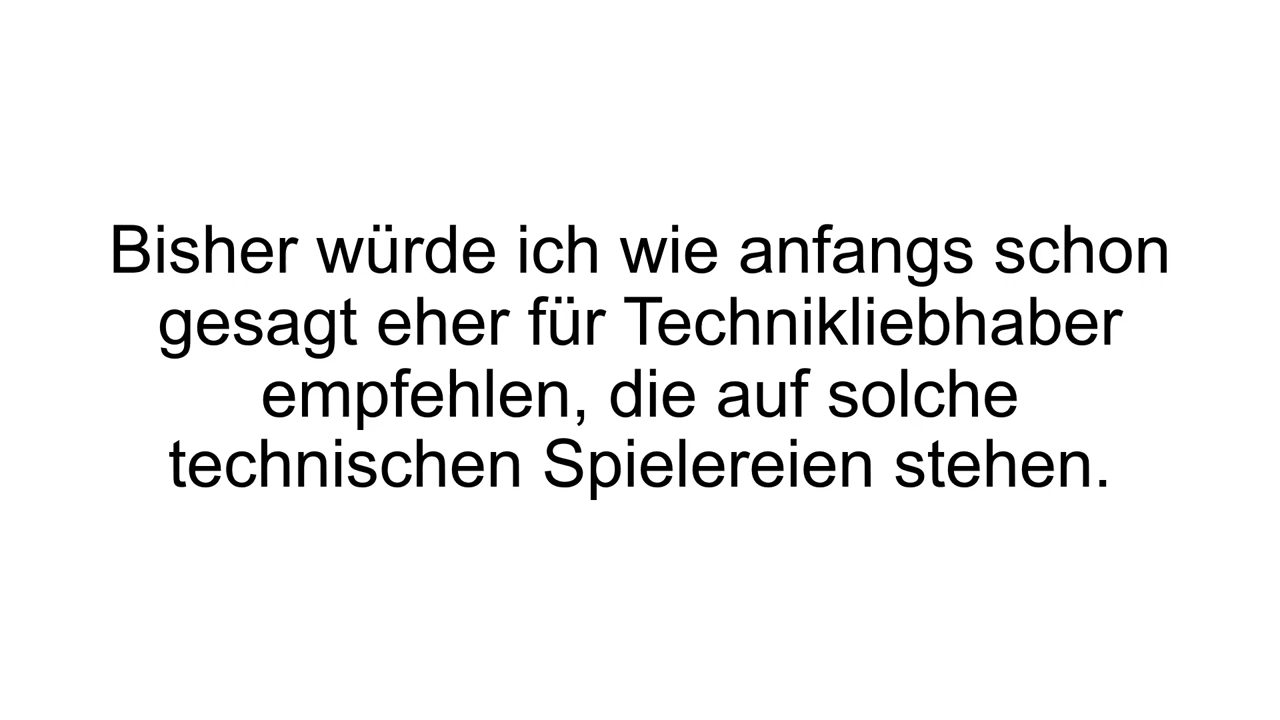 Bisher würde ich wie anfangs schon
gesagt eher für Technikliebhaber
empfehlen, die auf solche
technischen Spielereien stehen.